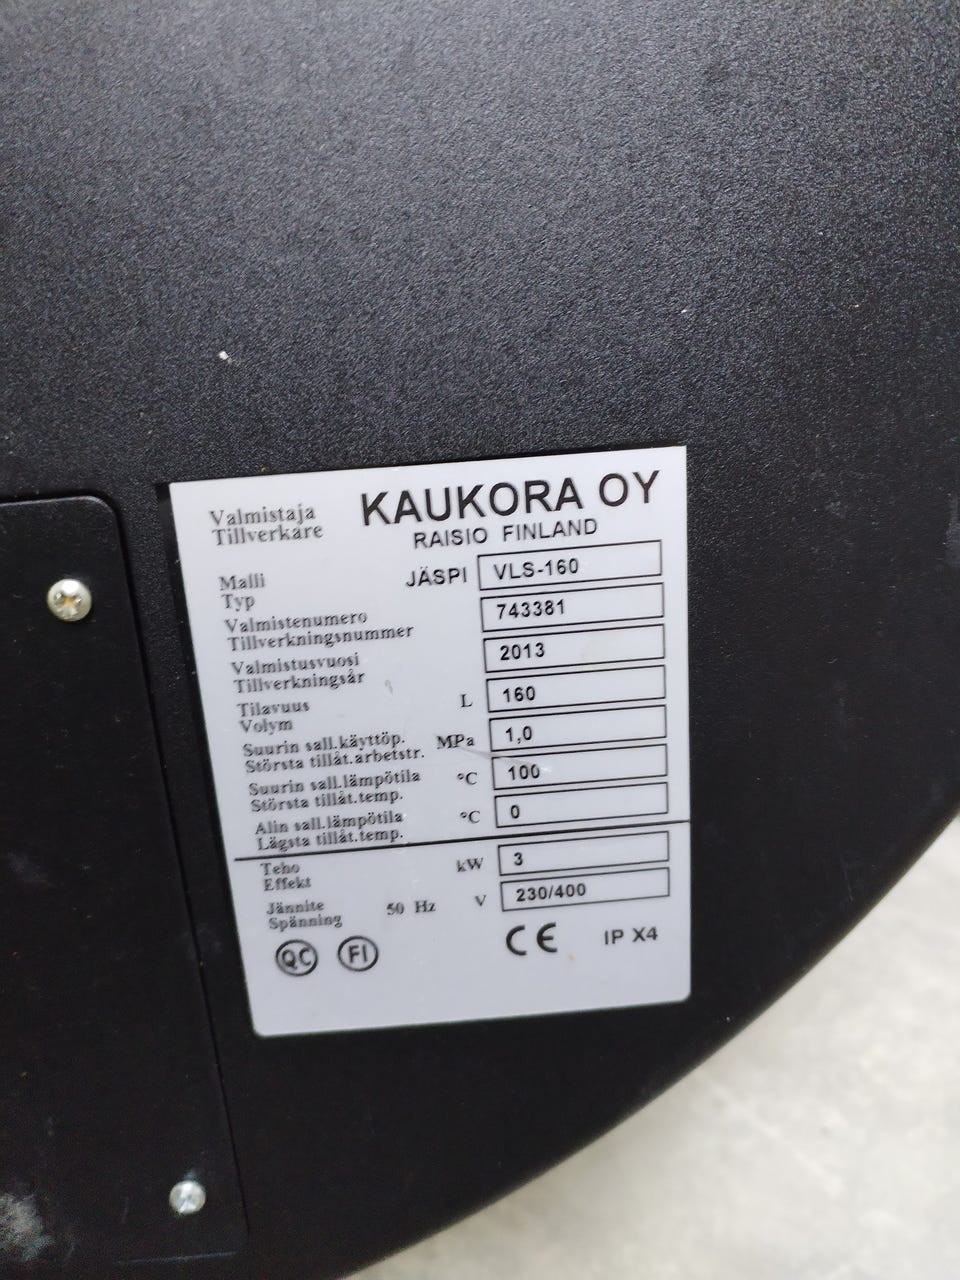 Valmistaja
Tillverkare
KAUKORA OY
RAISIO FINLAND
Malli
Typ
JÄSPI VLS-160
Valmistenumero
Tillverkningsnummer
743381
Valmistusvuosi
Tillverkningsår
2013
Tilavuus
Volym
L 160
Suurin sall.käyttöp.
Största tillåt.arbetstr.
MPa 1,0
Suurin sall.lämpötila
Största tillåt.temp.
°C 100
Alin sall.lämpötila
Lägsta tillåt.temp.
°C 0
Teho
Effekt
kW 3
Jännite
Spänning
50 Hz V 230/400
QC FI CE IP X4